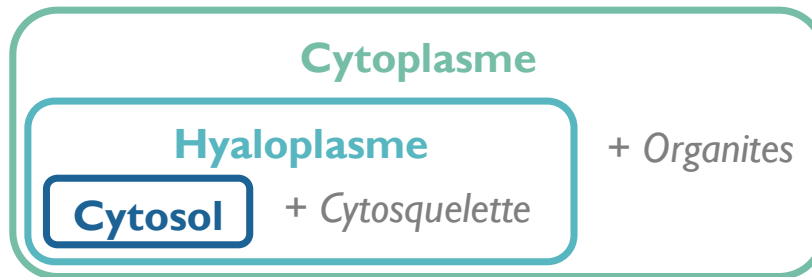 Cytoplasme
Hyaloplasme
+ Organites
Cytosol + Cytosquelette